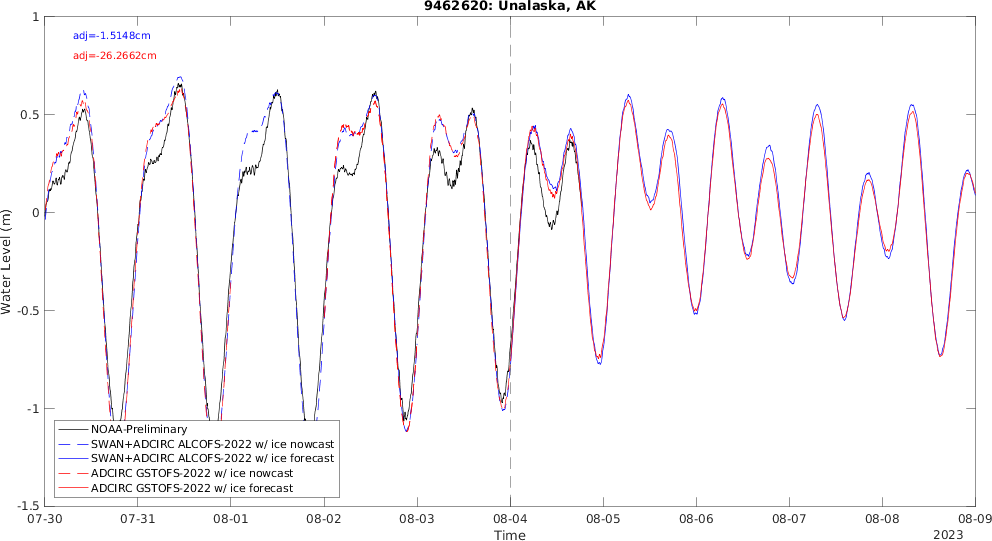 9462620: Unalaska, AK
adj=-1.5148cm
adj=-26.2662cm
1
0.5
0
-0.5
-1
-1.5
Water Level (m)
NOAA-Preliminary
SWAN+ADCIRC ALCOFS-2022 w/ ice nowcast
SWAN+ADCIRC ALCOFS-2022 w/ ice forecast
ADCIRC GSTOFS-2022 w/ ice nowcast
ADCIRC GSTOFS-2022 w/ ice forecast
07-30 07-31 08-01 08-02 08-03 08-04 08-05 08-06 08-07 08-08 08-09
Time
2023